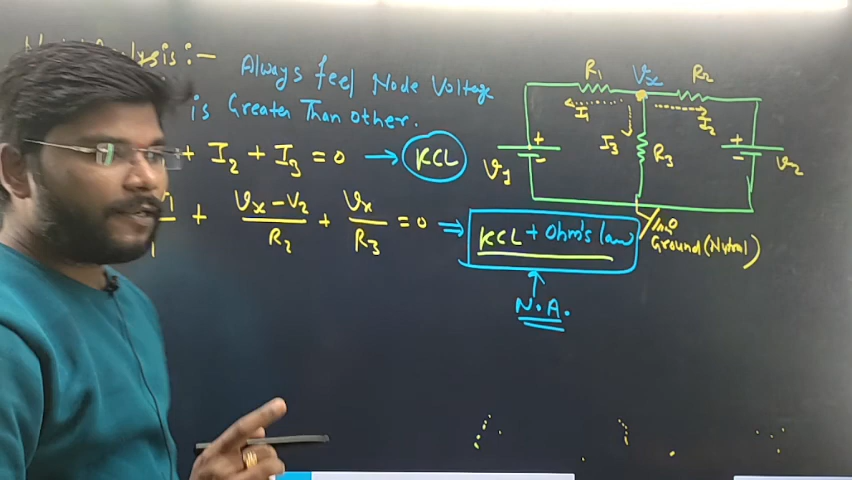 Always feel Node Voltage
is Greater Than other.
+ I₂ + I₃ = 0 → KCL
+ (Vx - V₂)/R₂ + Vx/R₃ = 0 → KCL + Ohm's law
N.A.
R₁ Vx R₂
I₁ I₂
I₃ R₃
V₁ + - + - V₂
Ground (Nutral)